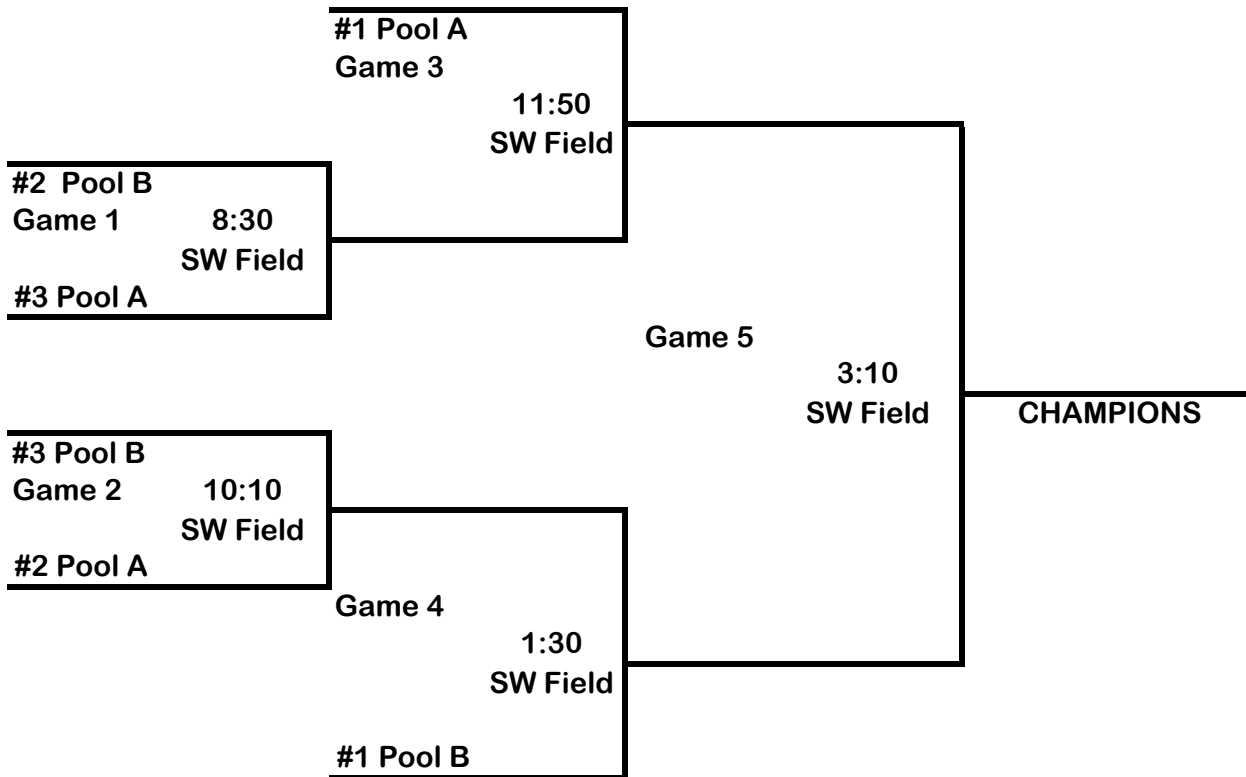 #1 Pool A
Game 3
11:50
SW Field
#2  Pool B
Game 1 8:30
SW Field
#3 Pool A
Game 5
3:10
SW Field
CHAMPIONS
#3 Pool B
Game 2 10:10
SW Field
#2 Pool A
Game 4
1:30
SW Field
#1 Pool B